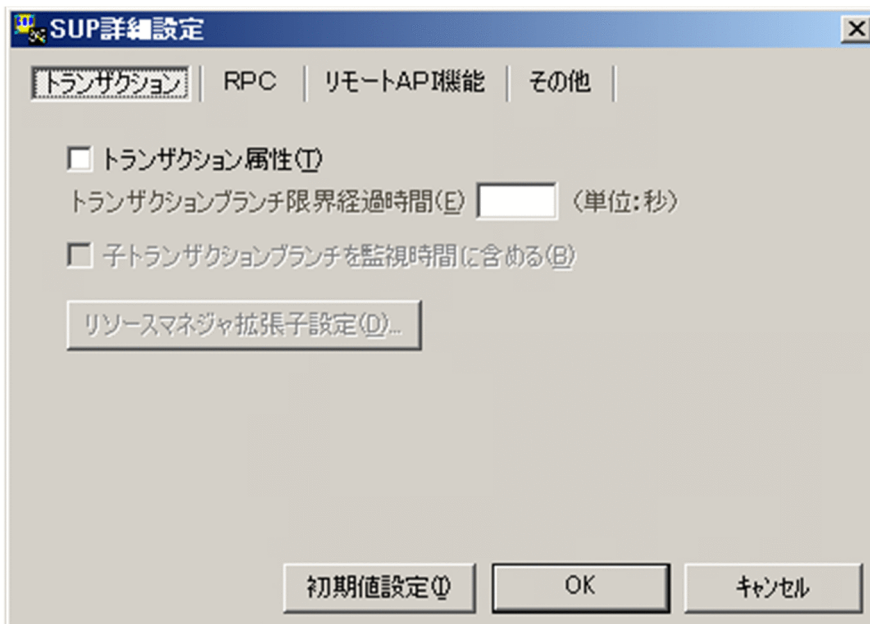 SUP詳細設定
トランザクション RPC リモートAPI機能 その他
トランザクション属性(T)
トランザクションブランチ限界経過時間(E) (単位:秒)
子トランザクションブランチを監視時間に含める(B)
リソースマネジャ拡張子設定(D)...
初期値設定(I) OK キャンセル